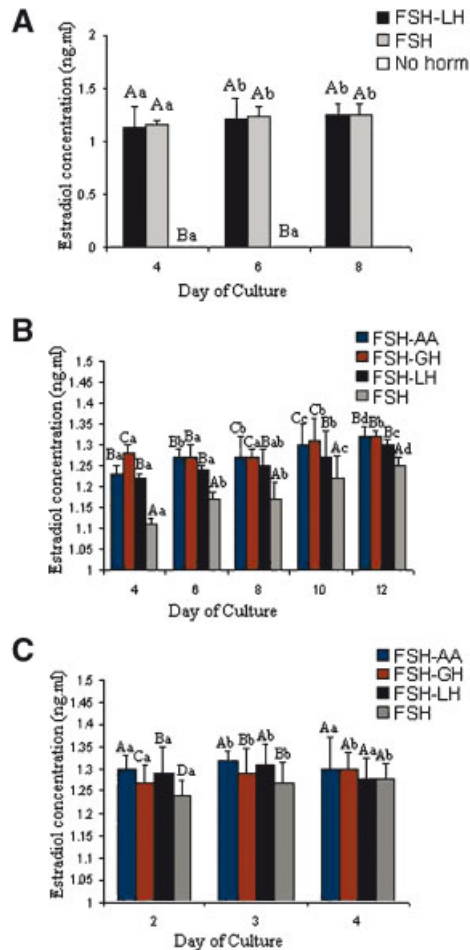 A
FSH-LH
FSH
No horm
Estradiol concentration (ng.ml)
2
1.5
1
0.5
0
Aa Aa Ba
Ab Ab Ba
Ab Ab
4 6 8
Day of Culture
B
FSH-AA
FSH-GH
FSH-LH
FSH
Estradiol concentration (ng.ml)
1.5
1.45
1.4
1.35
1.3
1.25
1.2
1.15
1.1
1.05
1
Ba Ca Ba Aa
Bb Ba Ba Ab
Cb Ca Bab Ab
Cc Cb Bb Ac
Bd Bb Bc Ad
4 6 8 10 12
Day of Culture
C
FSH-AA
FSH-GH
FSH-LH
FSH
Estradiol concentration (ng.ml)
1.5
1.45
1.4
1.35
1.3
1.25
1.2
1.15
1.1
1.05
1
Aa Ca Ba Da
Ab Bb Ab Bb
Aa Ab Aa Ab
2 3 4
Day of Culture